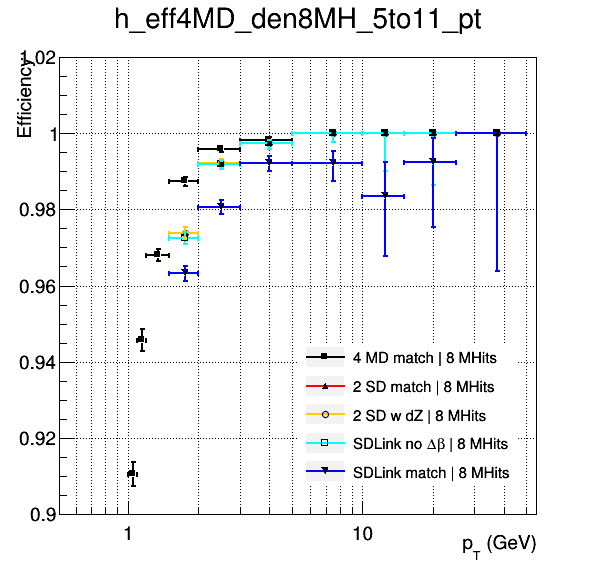 h_eff4MD_den8MH_5to11_pt
Efficiency
1.02
1
0.98
0.96
0.94
0.92
0.9
4 MD match | 8 MHits
2 SD match | 8 MHits
2 SD w dZ | 8 MHits
SDLink no Δβ | 8 MHits
SDLink match | 8 MHits
1
10
p_T (GeV)